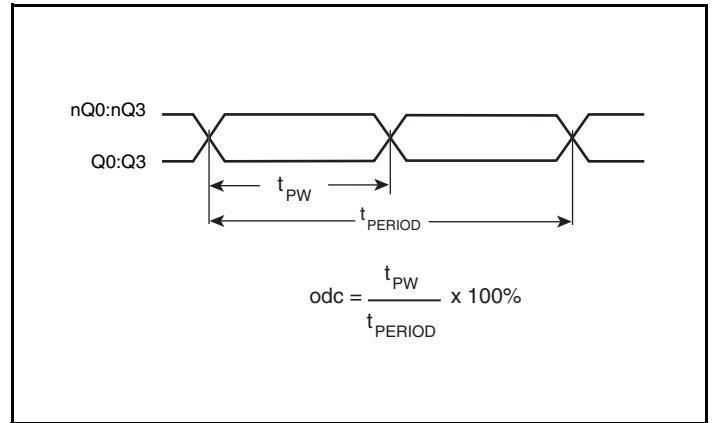 nQ0:nQ3
Q0:Q3
tPW
tPERIOD
odc = tPW / tPERIOD x 100%